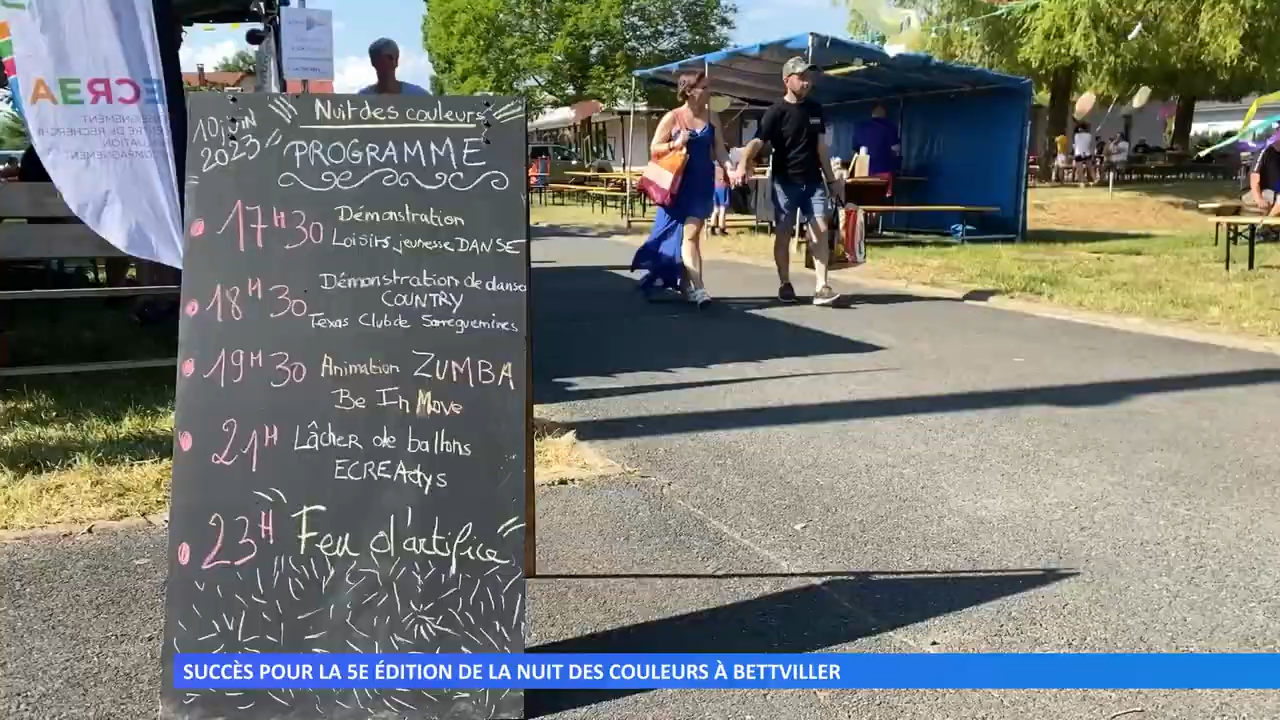 ECREA
Nuit des couleurs
10 juin
2023
PROGRAMME
17H30 Démonstration
Loisirs jeunesse DANSE
18H30 Démonstration de danse
COUNTRY
Texas Club de Sarreguemines
19H30 Animation ZUMBA
Be In Move
21H Lâcher de ballons
ECREAdys
23H Feu d'artifice
SUCCÈS POUR LA 5E ÉDITION DE LA NUIT DES COULEURS À BETTVILLER